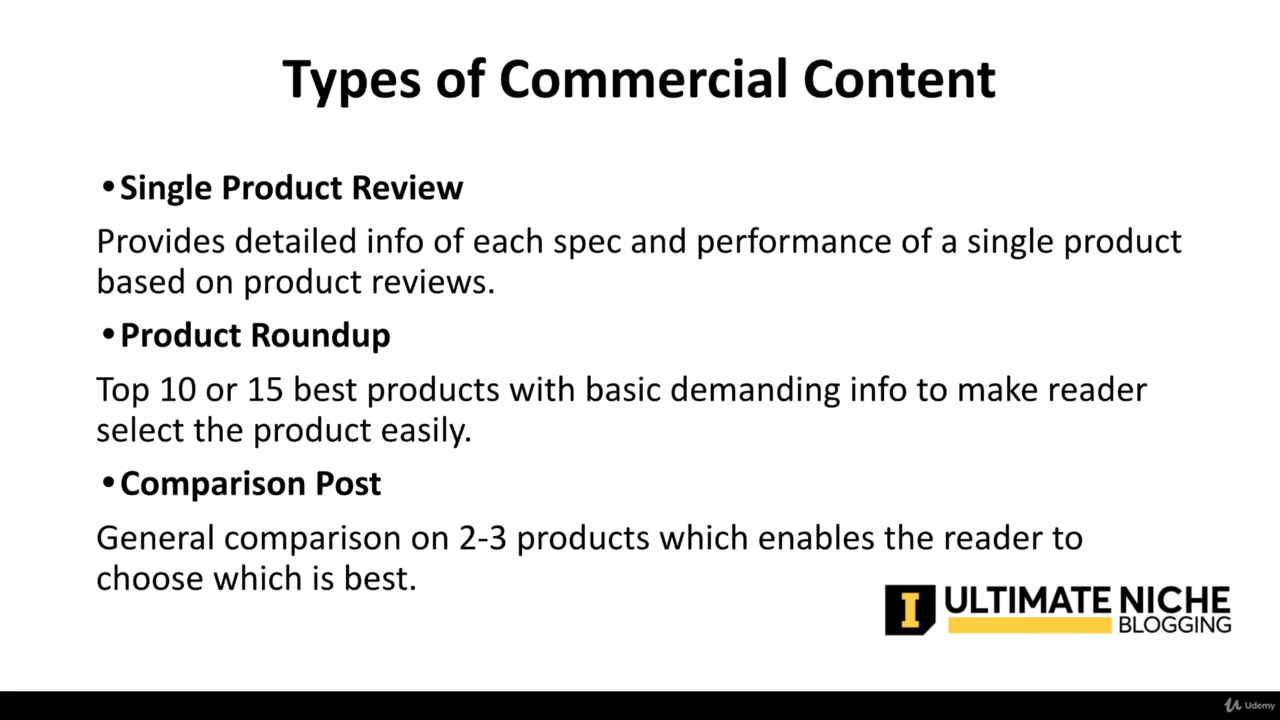 Types of Commercial Content
•Single Product Review
Provides detailed info of each spec and performance of a single product
based on product reviews.
•Product Roundup
Top 10 or 15 best products with basic demanding info to make reader
select the product easily.
•Comparison Post
General comparison on 2-3 products which enables the reader to
choose which is best.
I ULTIMATE NICHE
BLOGGING
Udemy